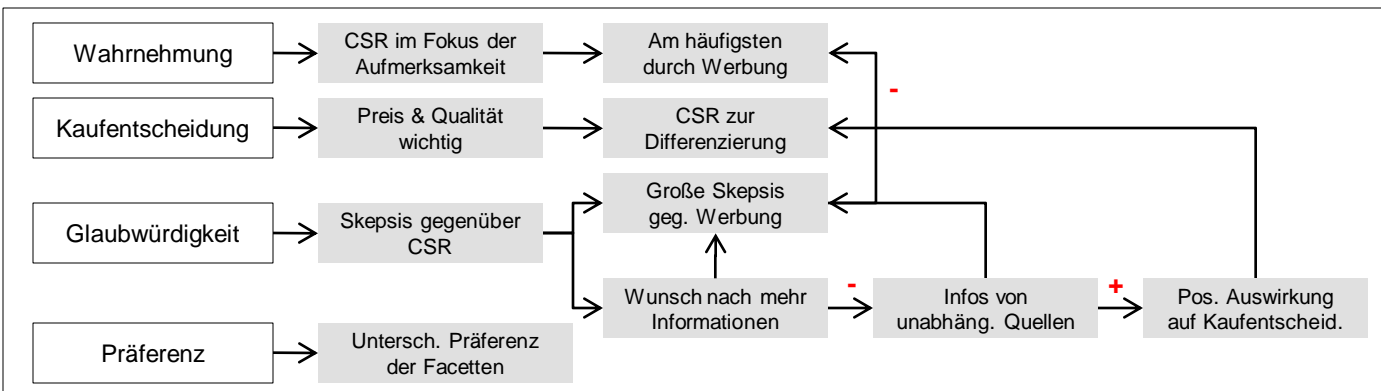 Wahrnehmung
CSR im Fokus der
Aufmerksamkeit
Am häufigsten
durch Werbung
-
Kaufentscheidung
Preis & Qualität
wichtig
CSR zur
Differenzierung
Glaubwürdigkeit
Skepsis gegenüber
CSR
Große Skepsis
geg. Werbung
Wunsch nach mehr
Informationen
-
Infos von
unabhäng. Quellen
+
Pos. Auswirkung
auf Kaufentscheid.
Präferenz
Untersch. Präferenz
der Facetten